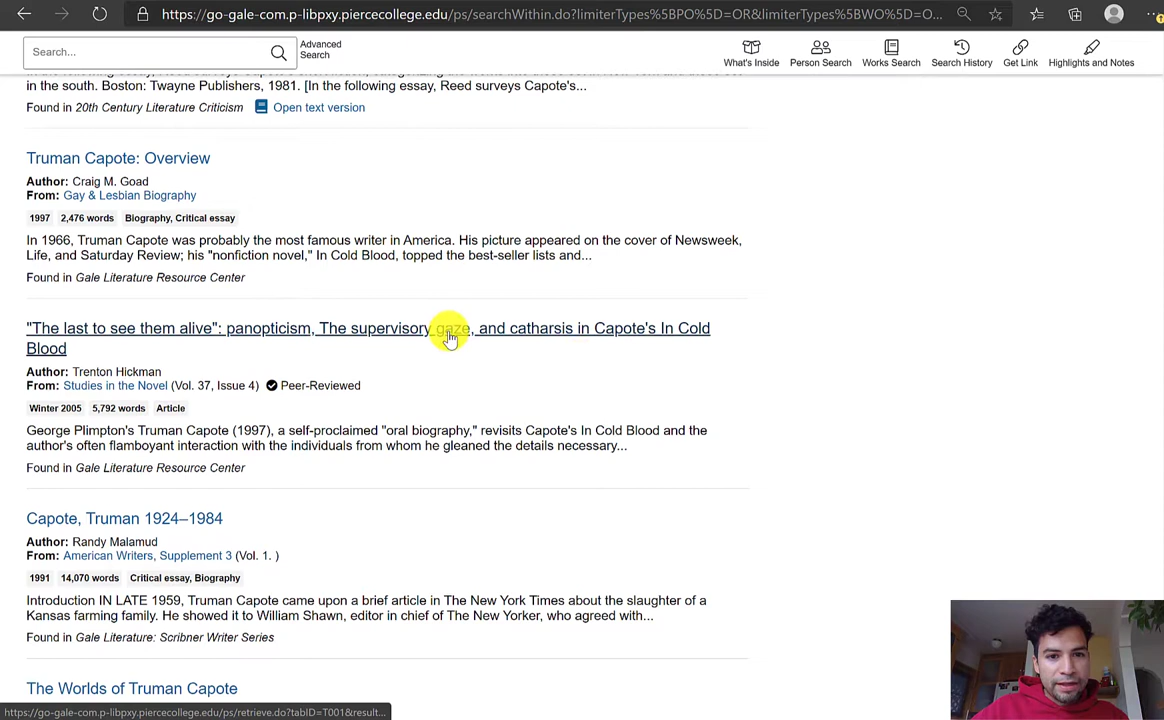 https://go-gale-com.p-libpxy.piercecollege.edu/ps/searchWithin.do?limiterTypes%5BPO%5D=OR&limiterTypes%5BWO%5D=O...
Search...
Advanced
Search
What's Inside
Person Search
Works Search
Search History
Get Link
Highlights and Notes
in the south. Boston: Twayne Publishers, 1981. [In the following essay, Reed surveys Capote's...
Found in 20th Century Literature Criticism Open text version
Truman Capote: Overview
Author: Craig M. Goad
From: Gay & Lesbian Biography
1997 2,476 words Biography, Critical essay
In 1966, Truman Capote was probably the most famous writer in America. His picture appeared on the cover of Newsweek,
Life, and Saturday Review; his "nonfiction novel," In Cold Blood, topped the best-seller lists and...
Found in Gale Literature Resource Center
"The last to see them alive": panopticism, The supervisory gaze, and catharsis in Capote's In Cold
Blood
Author: Trenton Hickman
From: Studies in the Novel (Vol. 37, Issue 4) Peer-Reviewed
Winter 2005 5,792 words Article
George Plimpton's Truman Capote (1997), a self-proclaimed "oral biography," revisits Capote's In Cold Blood and the
author's often flamboyant interaction with the individuals from whom he gleaned the details necessary...
Found in Gale Literature Resource Center
Capote, Truman 1924–1984
Author: Randy Malamud
From: American Writers, Supplement 3 (Vol. 1. )
1991 14,070 words Critical essay, Biography
Introduction IN LATE 1959, Truman Capote came upon a brief article in The New York Times about the slaughter of a
Kansas farming family. He showed it to William Shawn, editor in chief of The New Yorker, who agreed with...
Found in Gale Literature: Scribner Writer Series
The Worlds of Truman Capote
https://go-gale-com.p-libpxy.piercecollege.edu/ps/retrieve.do?tabID=T001&result...